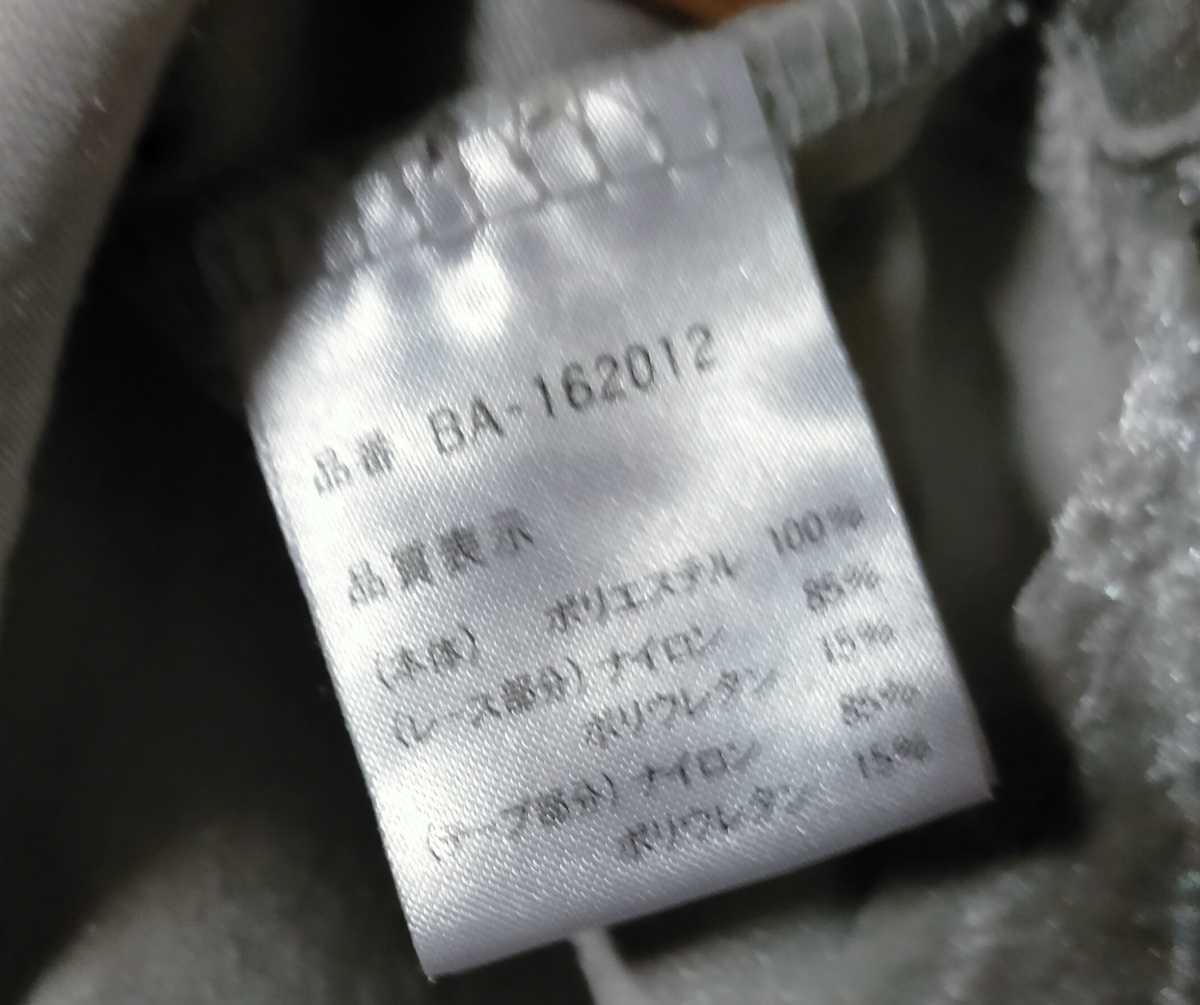 品番 BA-162012
品質表示
(本体) ポリエステル 100%
(レース部分) ナイロン 85%
ポリウレタン 15%
(テープ部分) ナイロン 85%
ポリウレタン 15%